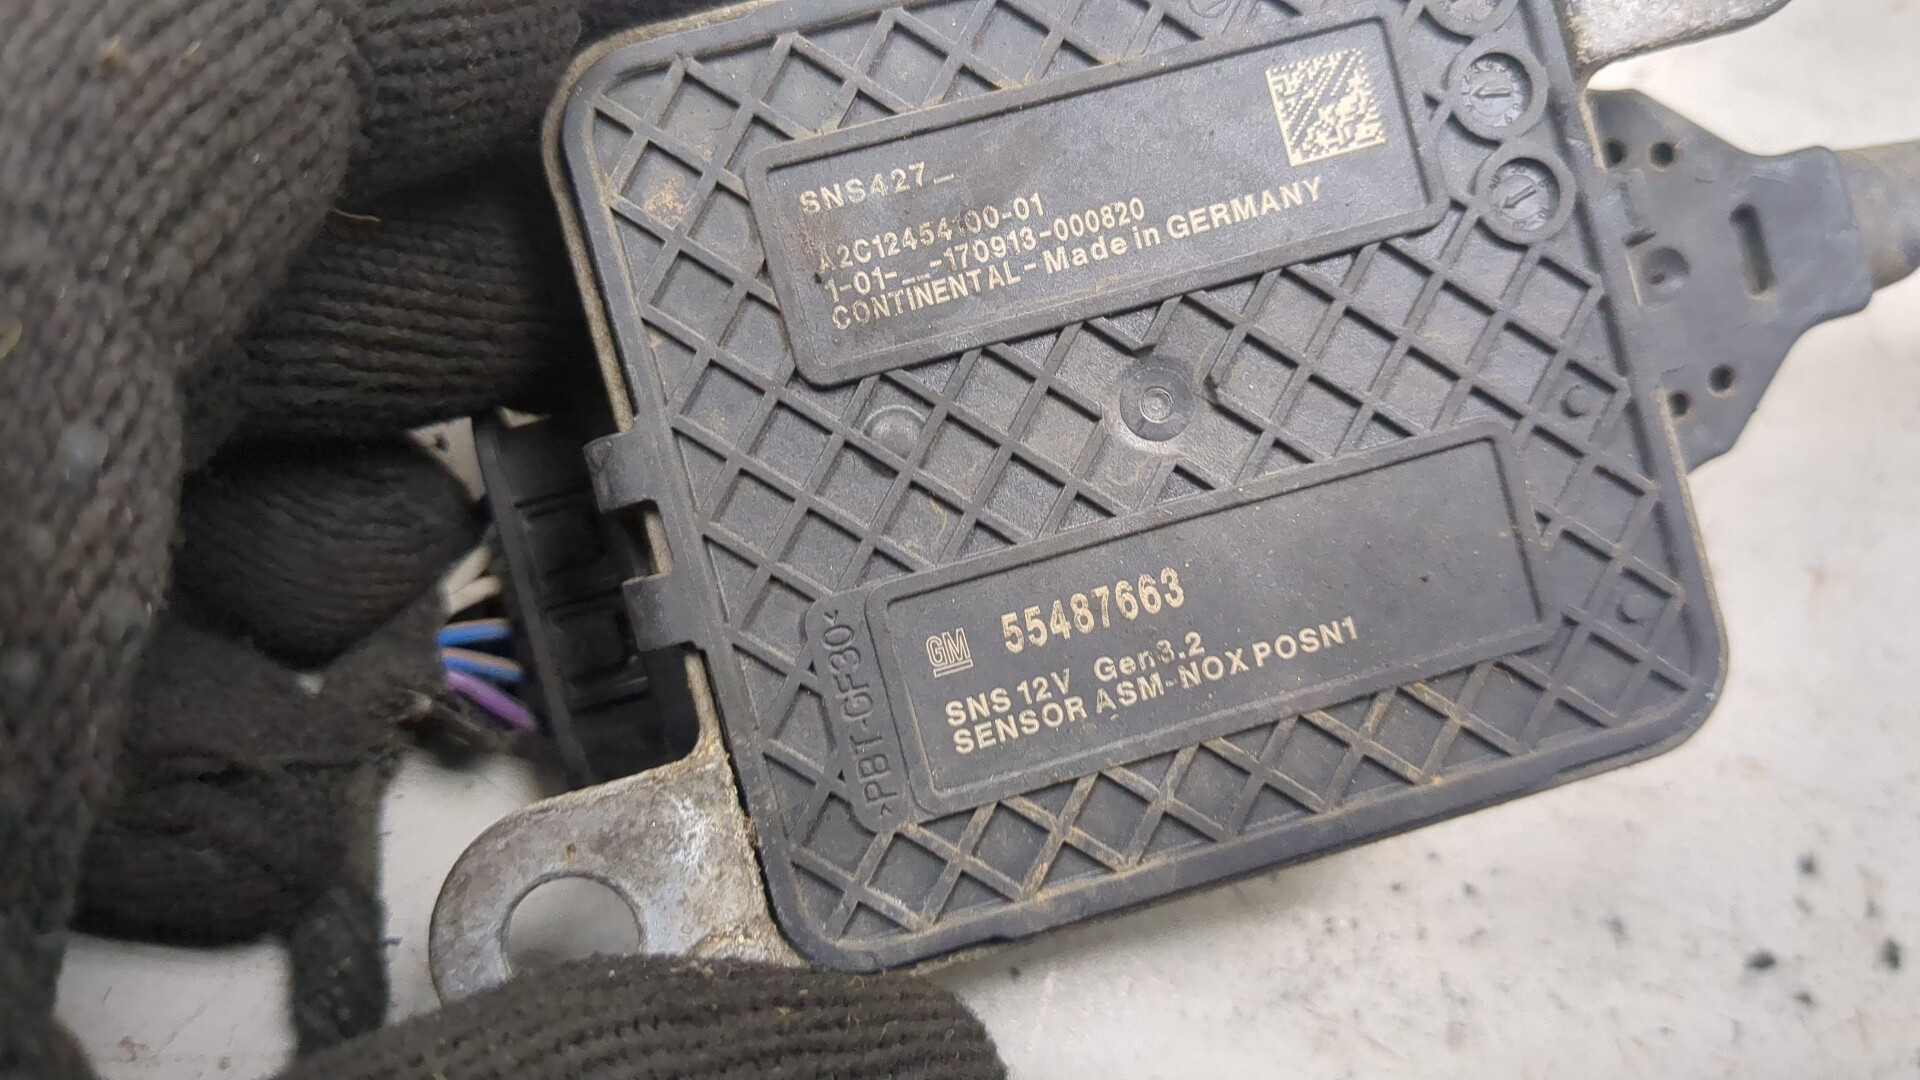 SNS427_
A2C12454100-01
1-01-__-170913-000820
CONTINENTAL - Made in GERMANY
GM 55487663
SNS 12V Gen3.2
SENSOR ASM-NOX POSN1
>PBT-GF30<